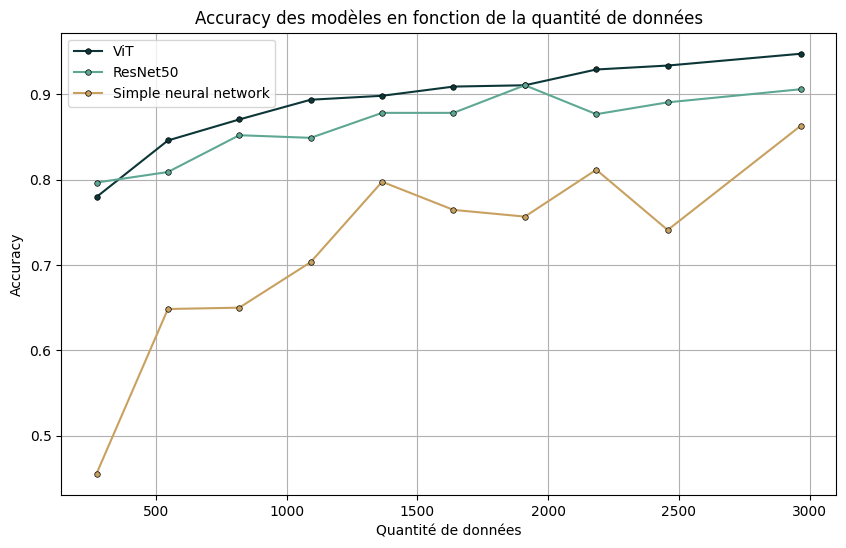 Accuracy des modèles en fonction de la quantité de données
ViT
ResNet50
Simple neural network
Accuracy
0.9
0.8
0.7
0.6
0.5
500
1000
1500
2000
2500
3000
Quantité de données